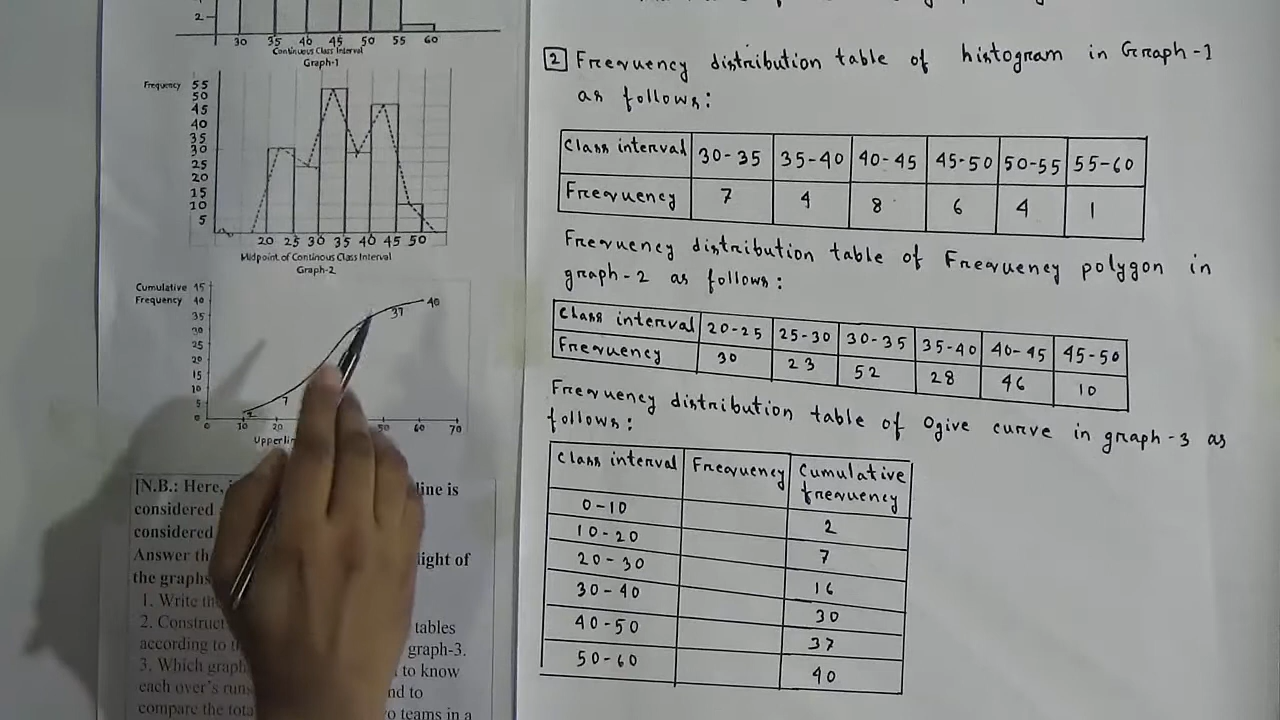 2
30 35 40 45 50 55 60
Continuous Class Interval
Graph-1
Frequency
55
50
45
40
35
30
25
20
15
10
5
20 25 30 35 40 45 50
Midpoint of Continous Class Interval
Graph-2
Cumulative
Frequency
45
40
35
30
25
20
15
10
5
0
2 7 37 40
0 10 20 50 60 70
[N.B.: Here, line is
considered
considered
Answer th light of
the graphs
1. Write th
2. Construct tables
according to th graph-3.
3. Which graph to know
each over's runs nd to
compare the tota o teams in a
2 Frequency distribution table of histogram in Graph-1
as follows:
Class interval 30-35 35-40 40-45 45-50 50-55 55-60
Frequency 7 4 8 6 4 1
Frequency distribution table of Frequency polygon in
graph-2 as follows:
Class interval 20-25 25-30 30-35 35-40 40-45 45-50
Frequency 30 23 52 28 46 10
Frequency distribution table of Ogive curve in graph-3 as
follows:
Class interval Frequency Cumulative frequency
0-10 2
10-20 7
20-30 16
30-40 30
40-50 37
50-60 40